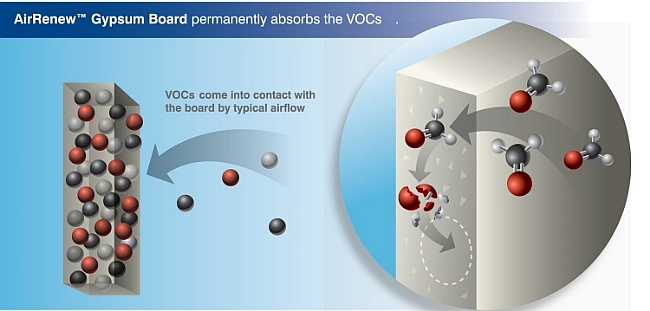 AirRenew™ Gypsum Board permanently absorbs the VOCs .
VOCs come into contact with
the board by typical airflow